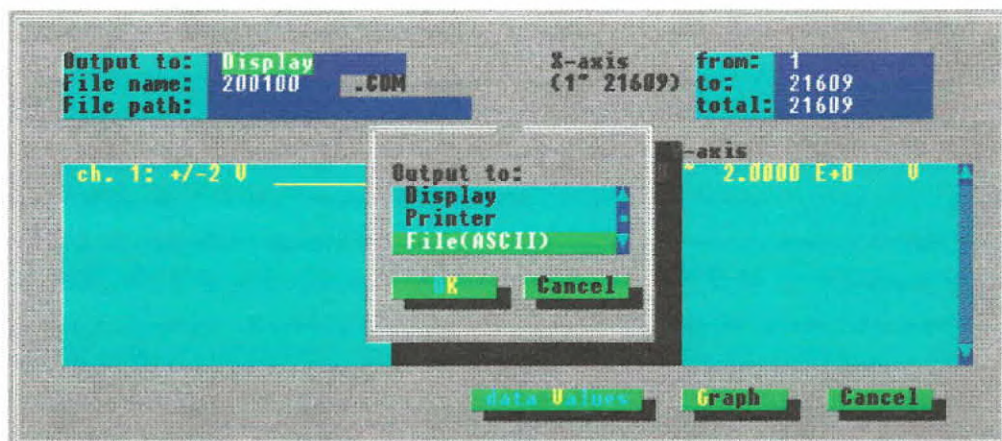 Output to: Display
File name: 200100 .COM
File path:
X-axis
(1~ 21609)
from: 1
to: 21609
total: 21609
-axis
ch. 1: +/-2 V
~ 2.0000 E+0 V
Output to:
Display
Printer
File(ASCII)
OK Cancel
data Values Graph Cancel